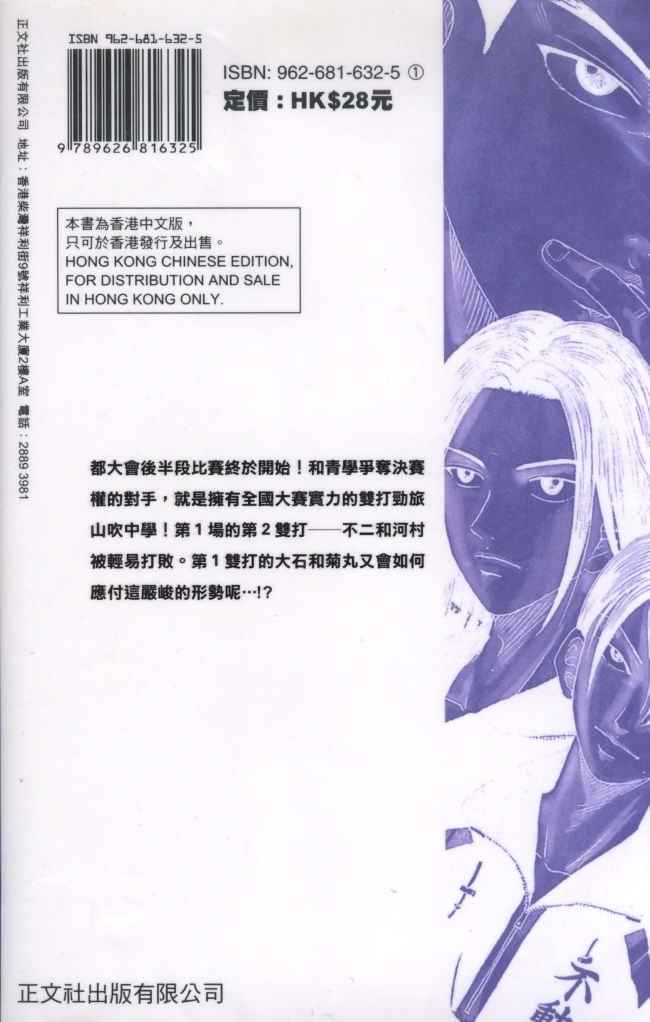 ISBN 962-681-632-5
9 789626 816325
ISBN: 962-681-632-5 ①
定價：HK$28元
正文社出版有限公司 地址：香港柴灣祥利街9號祥利工業大廈2樓A室 電話：2889 3981
本書為香港中文版，
只可於香港發行及出售。
HONG KONG CHINESE EDITION,
FOR DISTRIBUTION AND SALE
IN HONG KONG ONLY.
都大會後半段比賽終於開始！和青學爭奪決賽
權的對手，就是擁有全國大賽實力的雙打勁旅
山吹中學！第1場的第2雙打──不二和河村
被輕易打敗。第1雙打的大石和菊丸又會如何
應付這嚴峻的形勢呢…!?
不動
正文社出版有限公司